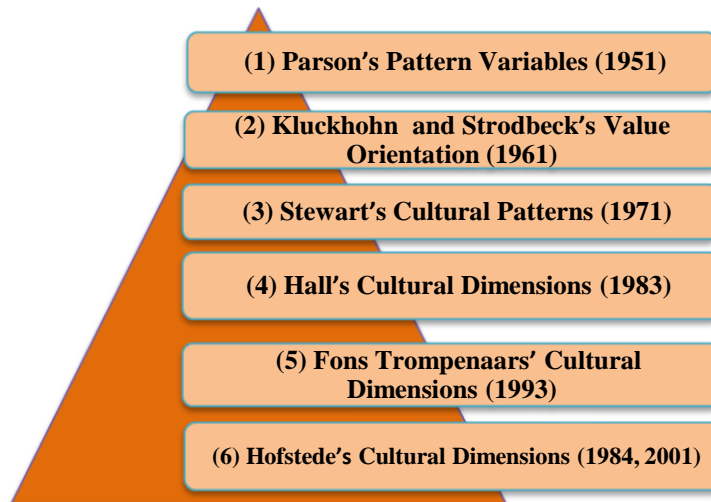 (1) Parson’s Pattern Variables (1951)
(2) Kluckhohn and Strodbeck’s Value
Orientation (1961)
(3) Stewart’s Cultural Patterns (1971)
(4) Hall’s Cultural Dimensions (1983)
(5) Fons Trompenaars’ Cultural
Dimensions (1993)
(6) Hofstede’s Cultural Dimensions (1984, 2001)